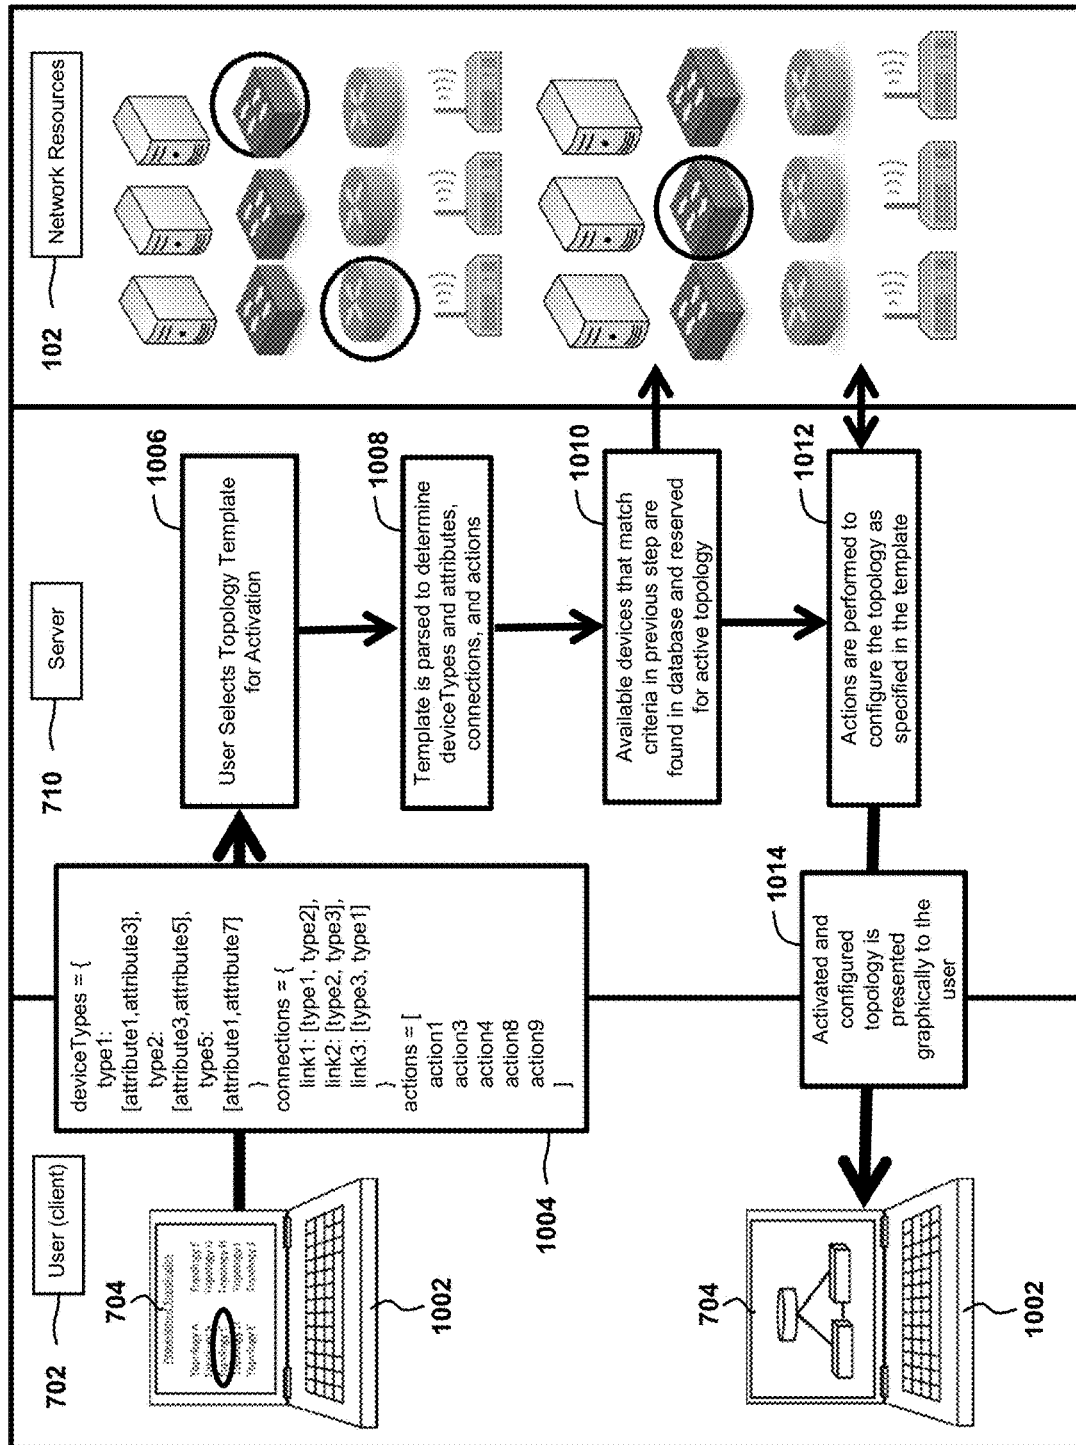 User (client)
702
Server
710
Network Resources
102
704
1002
deviceTypes = {
type1:
[attribute1,attribute3],
type2:
[attribute3,attribute5],
type5:
[attribute1,attribute7]
}
connections = {
link1: [type1, type2],
link2: [type2, type3],
link3: [type3, type1]
}
actions = [
action1
action3
action4
action8
action9
]
1004
User Selects Topology Template
for Activation
1006
Template is parsed to determine
deviceTypes and attributes,
connections, and actions
1008
Available devices that match
criteria in previous step are
found in database and reserved
for active topology
1010
Actions are performed to
configure the topology as
specified in the template
1012
Activated and
configured
topology is
presented
graphically to the
user
1014
704
1002